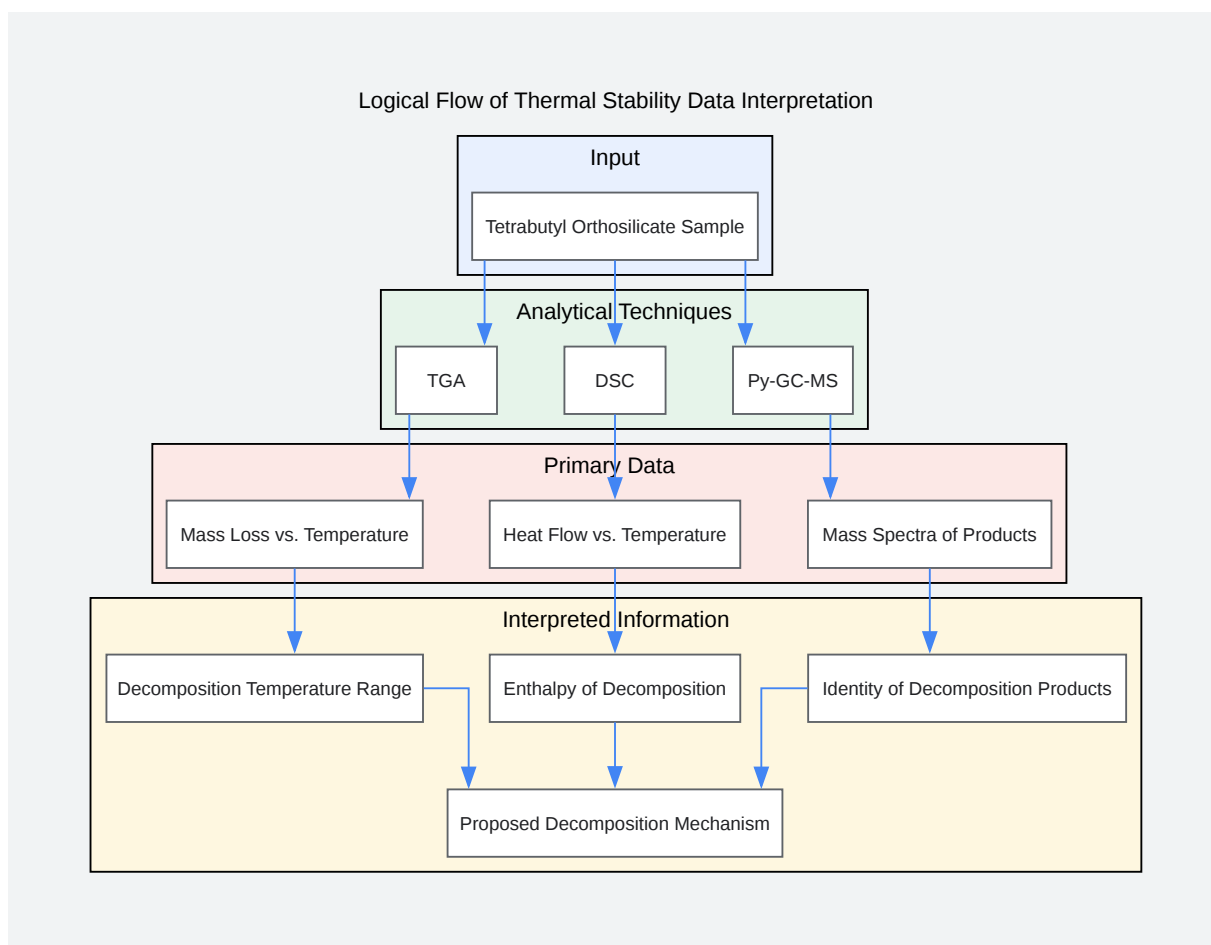 Logical Flow of Thermal Stability Data Interpretation
Input
Tetrabutyl Orthosilicate Sample
Analytical Techniques
TGA
DSC
Py-GC-MS
Primary Data
Mass Loss vs. Temperature
Heat Flow vs. Temperature
Mass Spectra of Products
Interpreted Information
Decomposition Temperature Range
Enthalpy of Decomposition
Identity of Decomposition Products
Proposed Decomposition Mechanism